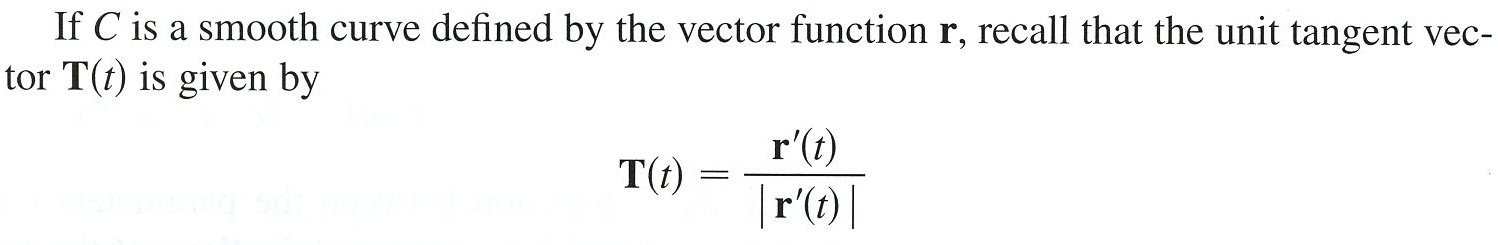 If C is a smooth curve defined by the vector function r, recall that the unit tangent vec-
tor T(t) is given by
T(t) = r′(t) / |r′(t)|